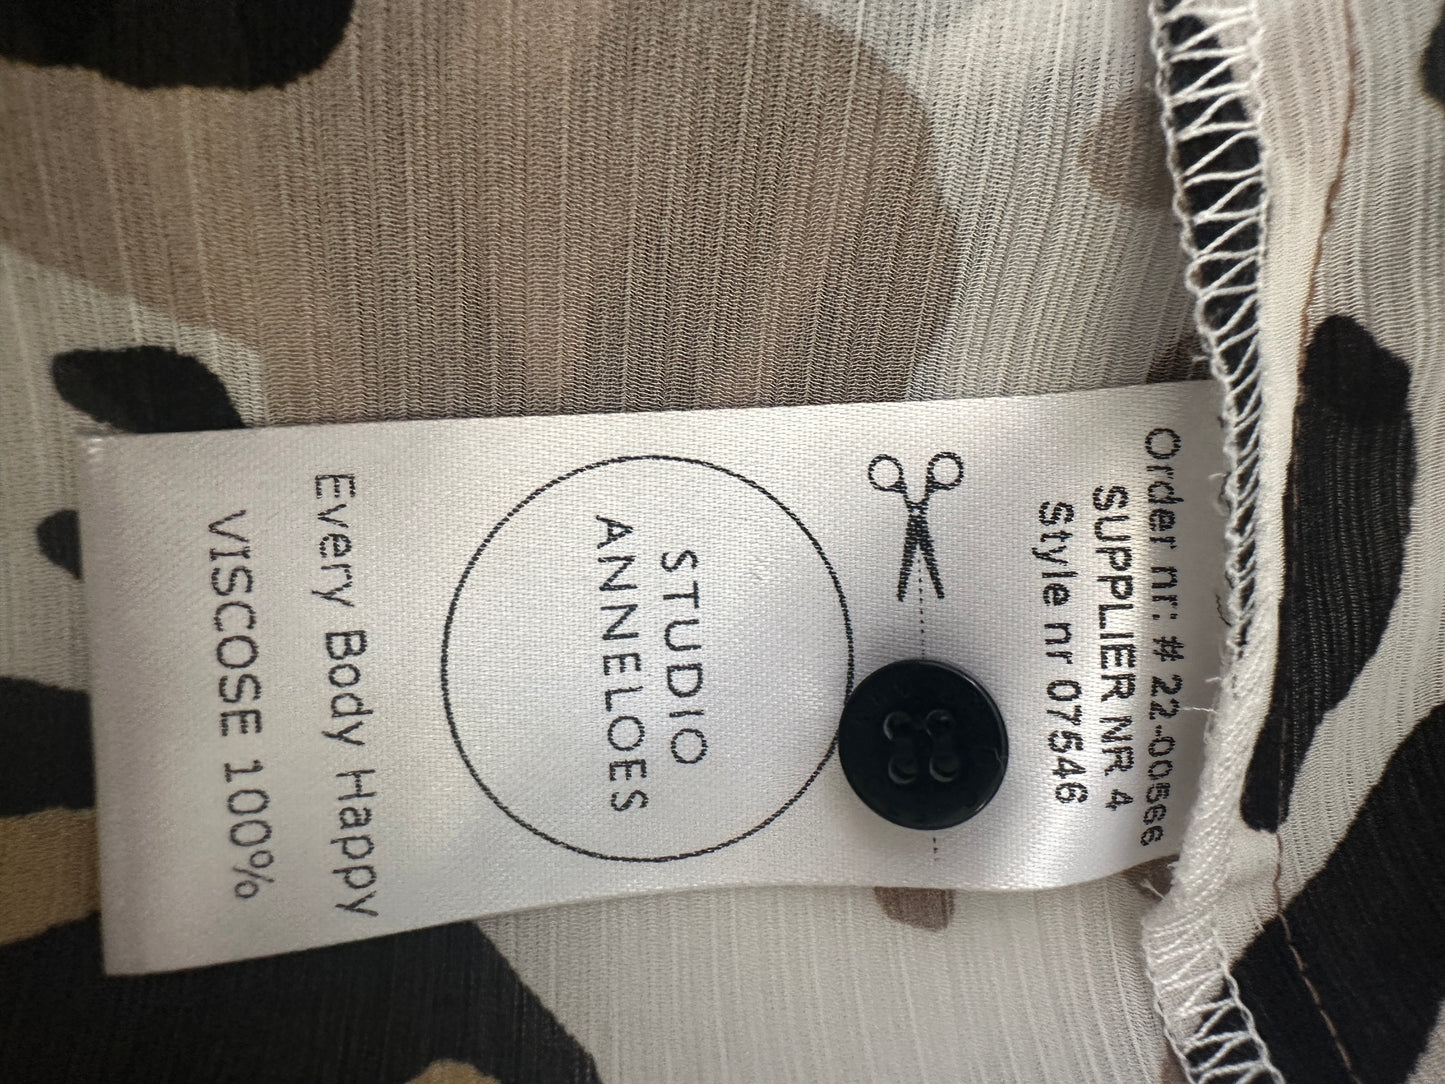 Order nr: # 22-00566
SUPPLIER NR 4
Style nr 07546
STUDIO
ANNELOES
Every Body Happy
VISCOSE 100%